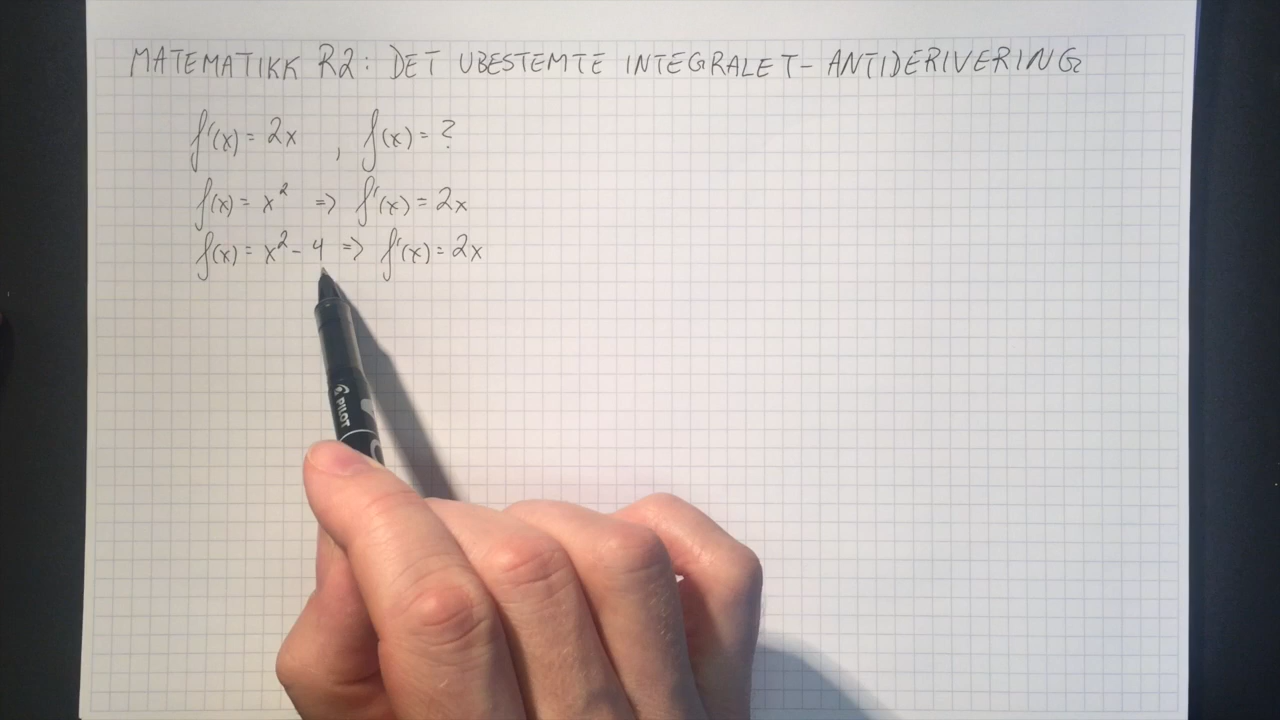 MATEMATIKK R2: DET UBESTEMTE INTEGRALET - ANTIDERIVERING
f'(x) = 2x , f(x) = ?
f(x) = x² => f'(x) = 2x
f(x) = x² - 4 => f'(x) = 2x
PILOT